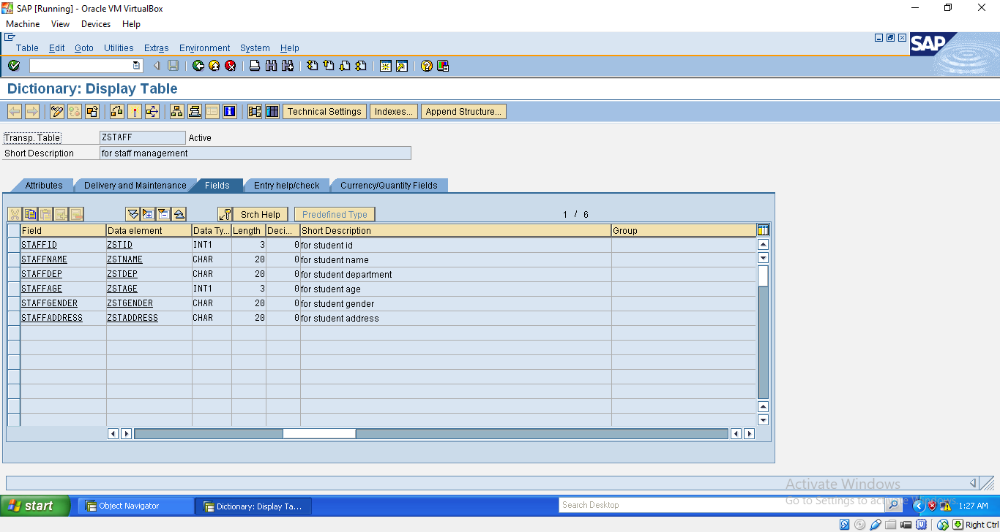 SAP [Running] - Oracle VM VirtualBox
Machine View Devices Help
Table Edit Goto Utilities Extras Environment System Help
SAP
Dictionary: Display Table
Technical Settings Indexes... Append Structure...
Transp. Table ZSTAFF Active
Short Description for staff management
Attributes Delivery and Maintenance Fields Entry help/check Currency/Quantity Fields
Srch Help Predefined Type 1 / 6
Field Data element Data Ty... Length Deci... Short Description Group
STAFFID ZSTID INT1 3 0 for student id
STAFFNAME ZSTNAME CHAR 20 0 for student name
STAFFDEP ZSTDEP CHAR 20 0 for student department
STAFFAGE ZSTAGE INT1 3 0 for student age
STAFFGENDER ZSTGENDER CHAR 20 0 for student gender
STAFFADDRESS ZSTADDRESS CHAR 20 0 for student address
Activate Windows
Go to Settings to activate Windows.
start Object Navigator Dictionary: Display Ta... Search Desktop 1:27 AM
Right Ctrl